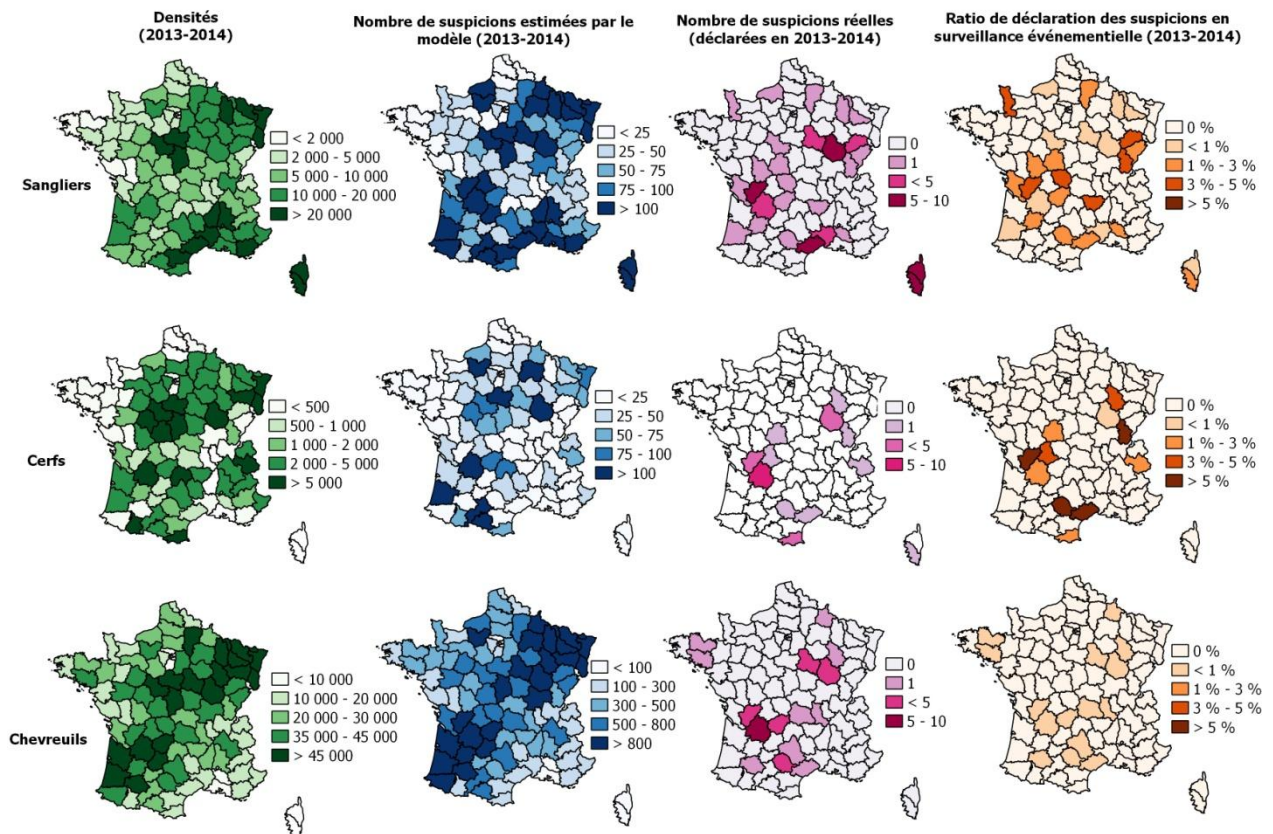 Densités
(2013-2014)
Nombre de suspicions estimées par le
modèle (2013-2014)
Nombre de suspicions réelles
(déclarées en 2013-2014)
Ratio de déclaration des suspicions en
surveillance événementielle (2013-2014)
Sangliers
< 2 000
2 000 - 5 000
5 000 - 10 000
10 000 - 20 000
> 20 000
< 25
25 - 50
50 - 75
75 - 100
> 100
0
1
< 5
5 - 10
0 %
< 1 %
1 % - 3 %
3 % - 5 %
> 5 %
Cerfs
< 500
500 - 1 000
1 000 - 2 000
2 000 - 5 000
> 5 000
< 25
25 - 50
50 - 75
75 - 100
> 100
0
1
< 5
5 - 10
0 %
< 1 %
1 % - 3 %
3 % - 5 %
> 5 %
Chevreuils
< 10 000
10 000 - 20 000
20 000 - 30 000
35 000 - 45 000
> 45 000
< 100
100 - 300
300 - 500
500 - 800
> 800
0
1
< 5
5 - 10
0 %
< 1 %
1 % - 3 %
3 % - 5 %
> 5 %